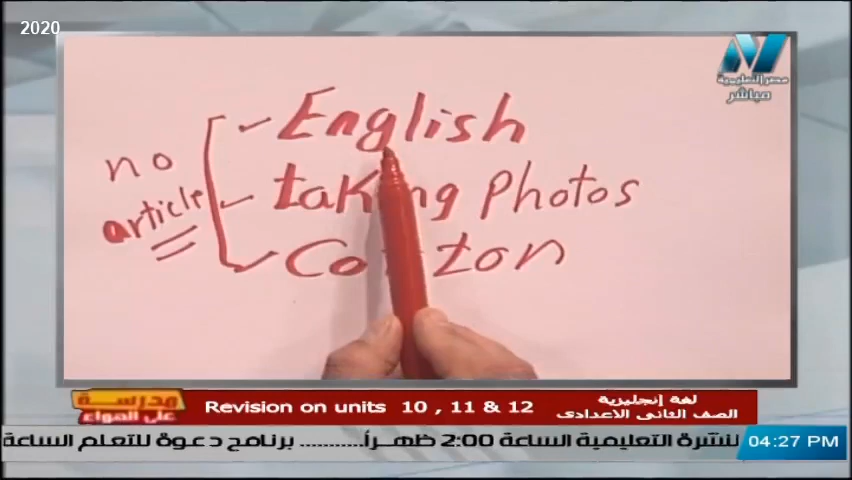 2020
مصر التعليمية
مباشر
English
no
article
taking photos
Cotton
مدرسة
على الهواء
Revision on units 10 , 11 & 12
لغة إنجليزية
الصف الثانى الاعدادى
لنشرة التعليمية الساعة 2:00 ظهـراً.......... برنامج دعوة للتعلم الساعة
04:27 PM